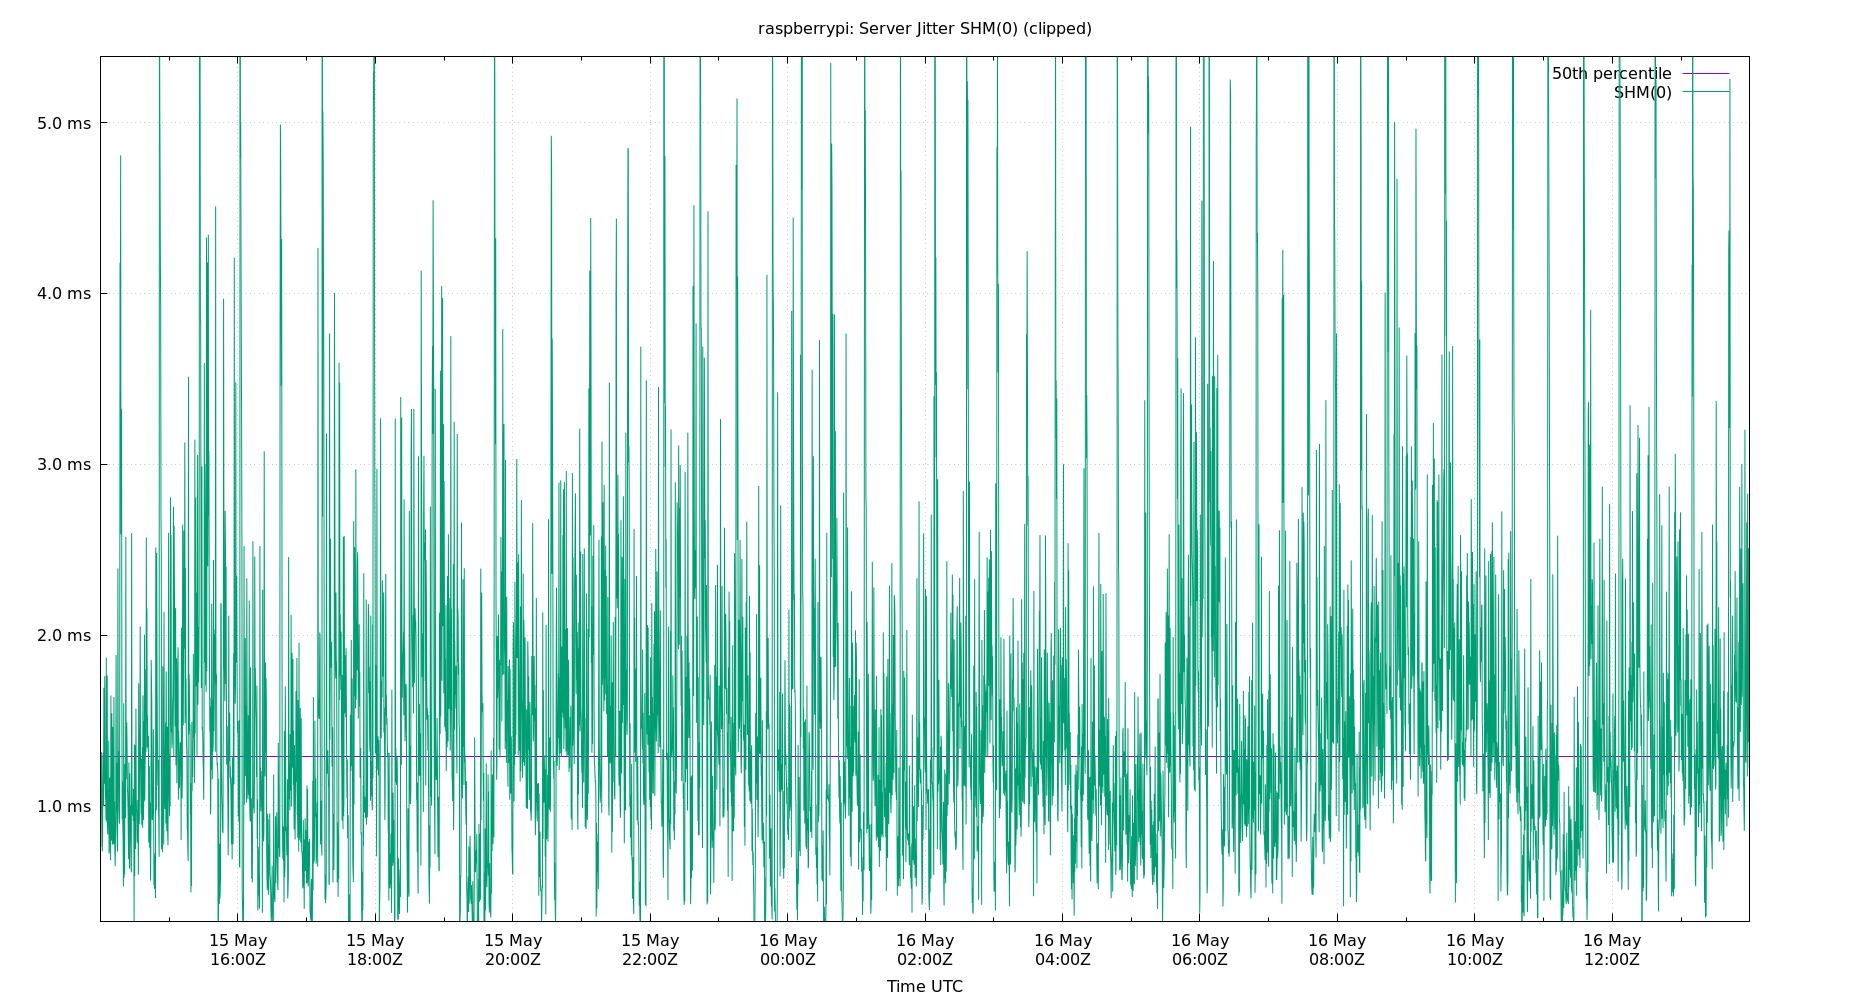 raspberrypi: Server Jitter SHM(0) (clipped)
50th percentile
SHM(0)
5.0 ms
4.0 ms
3.0 ms
2.0 ms
1.0 ms
15 May 15 May 15 May 15 May 16 May 16 May 16 May 16 May 16 May 16 May 16 May
16:00Z 18:00Z 20:00Z 22:00Z 00:00Z 02:00Z 04:00Z 06:00Z 08:00Z 10:00Z 12:00Z
Time UTC